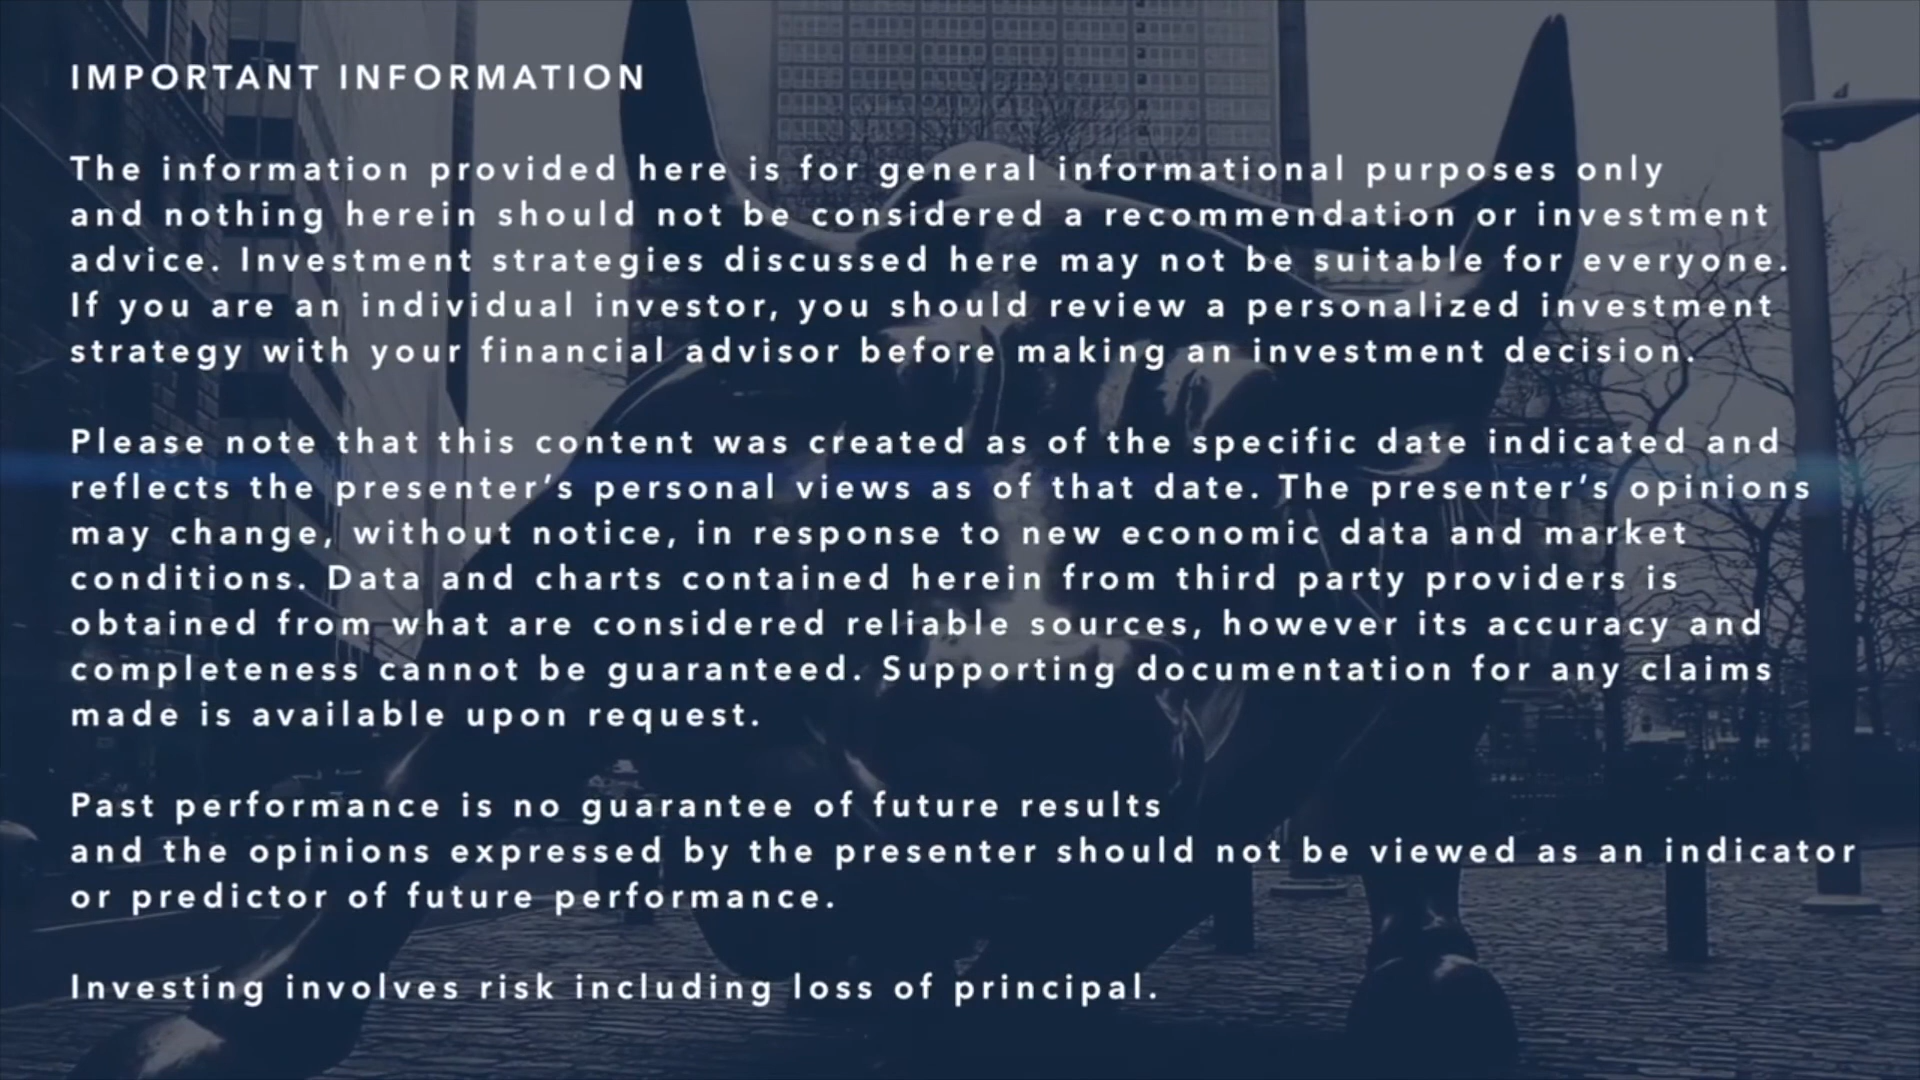 IMPORTANT INFORMATION
The information provided here is for general informational purposes only
and nothing herein should not be considered a recommendation or investment
advice. Investment strategies discussed here may not be suitable for everyone.
If you are an individual investor, you should review a personalized investment
strategy with your financial advisor before making an investment decision.
Please note that this content was created as of the specific date indicated and
reflects the presenter’s personal views as of that date. The presenter’s opinions
may change, without notice, in response to new economic data and market
conditions. Data and charts contained herein from third party providers is
obtained from what are considered reliable sources, however its accuracy and
completeness cannot be guaranteed. Supporting documentation for any claims
made is available upon request.
Past performance is no guarantee of future results
and the opinions expressed by the presenter should not be viewed as an indicator
or predictor of future performance.
Investing involves risk including loss of principal.